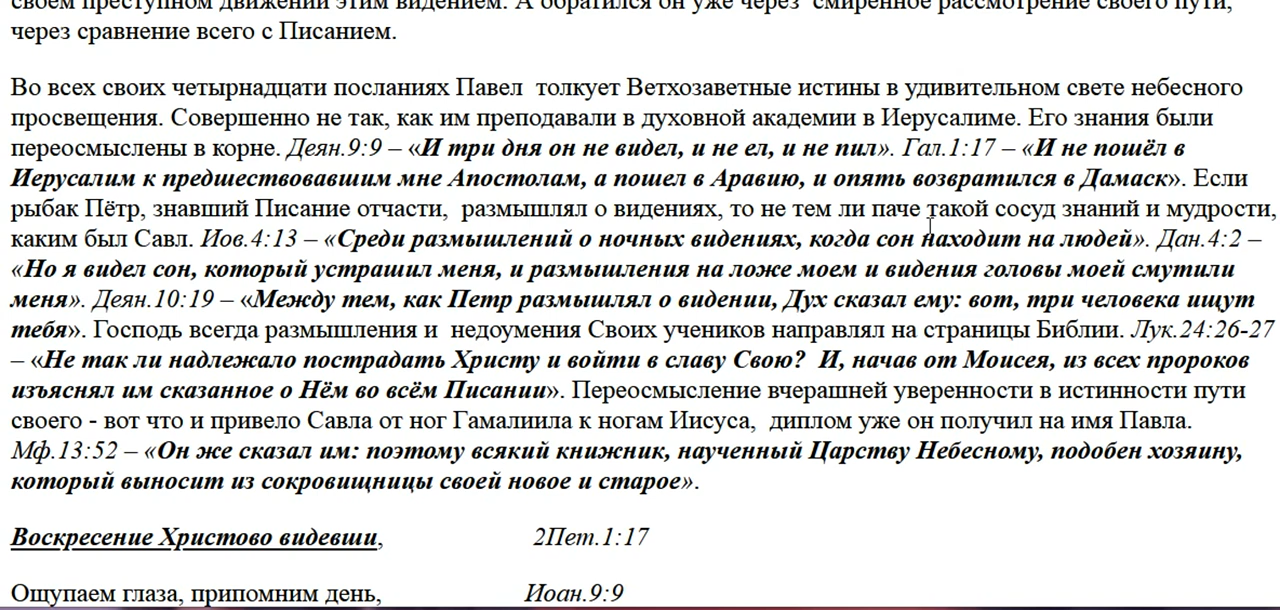 своем преступном движении этим видением. А обратился он уже через  смиренное рассмотрение своего пути,
через сравнение всего с Писанием.
Во всех своих четырнадцати посланиях Павел  толкует Ветхозаветные истины в удивительном свете небесного
просвещения. Совершенно не так, как им преподавали в духовной академии в Иерусалиме. Его знания были
переосмыслены в корне. Деян.9:9 – «И три дня он не видел, и не ел, и не пил». Гал.1:17 – «И не пошёл в
Иерусалим к предшествовавшим мне Апостолам, а пошел в Аравию, и опять возвратился в Дамаск». Если
рыбак Пётр, знавший Писание отчасти,  размышлял о видениях, то не тем ли паче такой сосуд знаний и мудрости,
каким был Савл. Иов.4:13 – «Среди размышлений о ночных видениях, когда сон находит на людей». Дан.4:2 –
«Но я видел сон, который устрашил меня, и размышления на ложе моем и видения головы моей смутили
меня». Деян.10:19 – «Между тем, как Петр размышлял о видении, Дух сказал ему: вот, три человека ищут
тебя». Господь всегда размышления и  недоумения Своих учеников направлял на страницы Библии. Лук.24:26-27
– «Не так ли надлежало пострадать Христу и войти в славу Свою?  И, начав от Моисея, из всех пророков
изъяснял им сказанное о Нём во всём Писании». Переосмысление вчерашней уверенности в истинности пути
своего - вот что и привело Савла от ног Гамалиила к ногам Иисуса,  диплом уже он получил на имя Павла.
Мф.13:52 – «Он же сказал им: поэтому всякий книжник, наученный Царству Небесному, подобен хозяину,
который выносит из сокровищницы своей новое и старое».
Воскресение Христово видевши, 2Пет.1:17
Ощупаем глаза, припомним день, Иоан.9:9